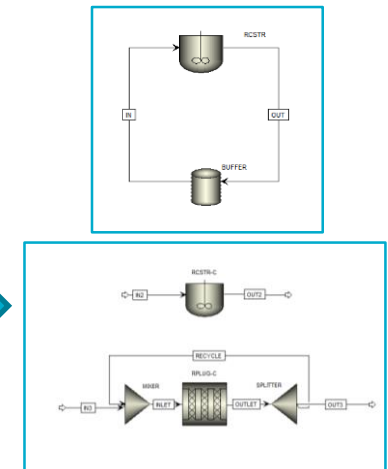 RCSTR
IN
OUT
BUFFER
RCSTR-C
IN2
OUT2
RECYCLE
MIXER
RPLUG-C
SPLITTER
IN3
INLET
OUTLET
OUT3